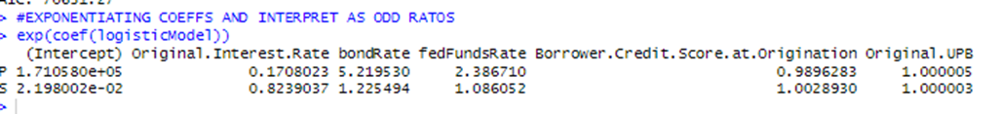 > #EXPONENTIATING COEFFS AND INTERPRET AS ODD RATOS
> exp(coef(logisticModel))
(Intercept) Original.Interest.Rate bondRate fedFundsRate Borrower.Credit.Score.at.Origination Original.UPB
P 1.710580e+05 0.1708023 5.219530 2.386710 0.9896283 1.000005
S 2.198002e-02 0.8239037 1.225494 1.086052 1.0028930 1.000003
>